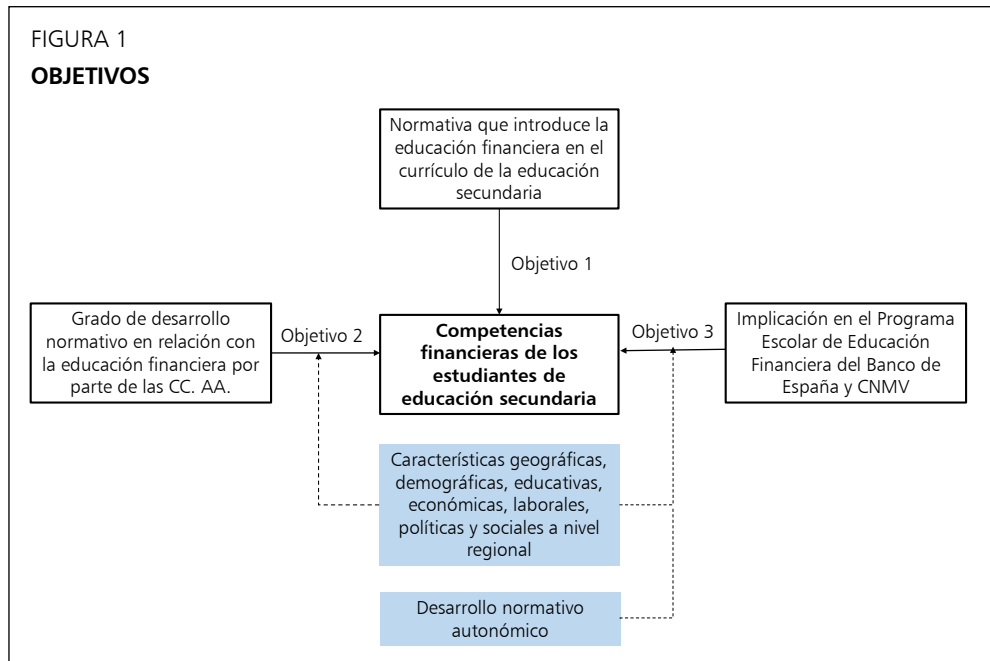 FIGURA 1
OBJETIVOS
Normativa que introduce la
educación financiera en el
currículo de la educación
secundaria
Objetivo 1
Grado de desarrollo
normativo en relación con
la educación financiera por
parte de las CC. AA.
Objetivo 2
Competencias
financieras de los
estudiantes de
educación secundaria
Objetivo 3
Implicación en el Programa
Escolar de Educación
Financiera del Banco de
España y CNMV
Características geográficas,
demográficas, educativas,
económicas, laborales,
políticas y sociales a nivel
regional
Desarrollo normativo
autonómico